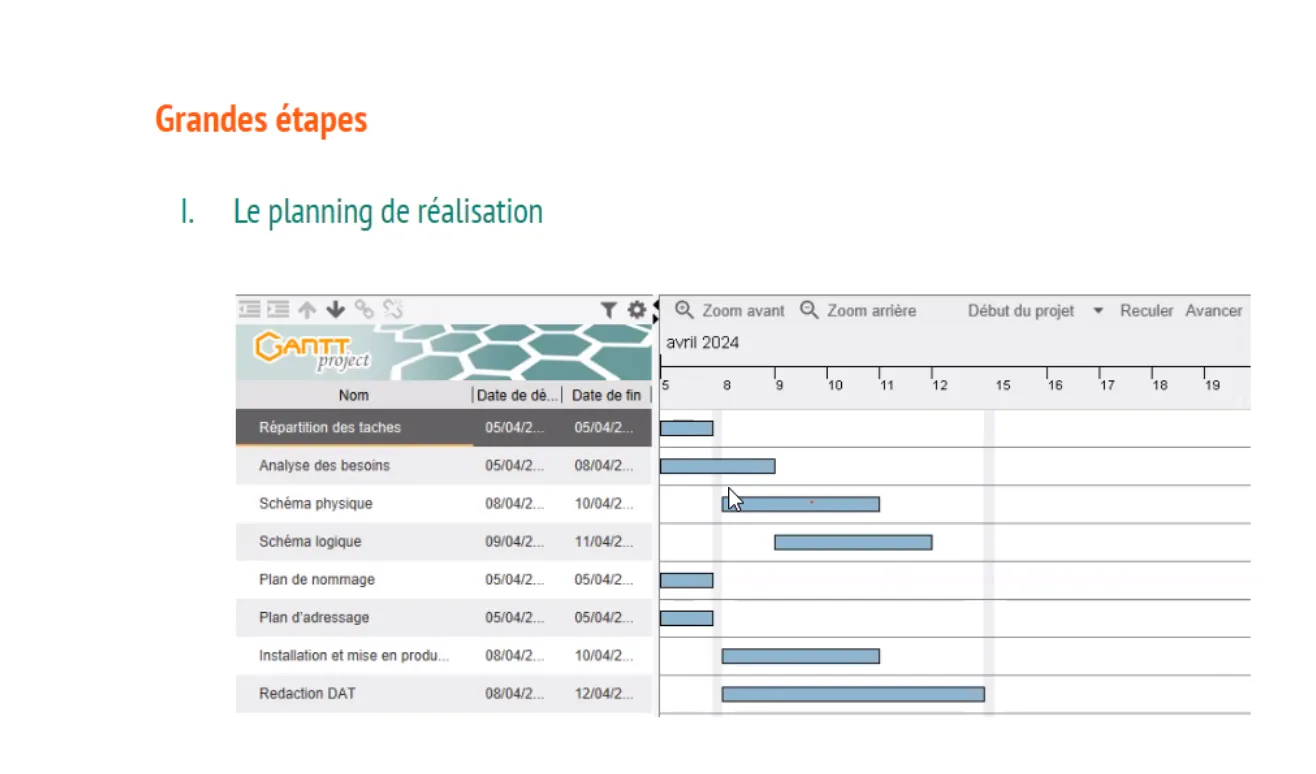 Grandes étapes
I. Le planning de réalisation
Zoom avant Zoom arrière Début du projet Reculer Avancer
GANTT project
avril 2024
5 8 9 10 11 12 15 16 17 18 19
Nom Date de dé... Date de fin
Répartition des taches 05/04/2... 05/04/2...
Analyse des besoins 05/04/2... 08/04/2...
Schéma physique 08/04/2... 10/04/2...
Schéma logique 09/04/2... 11/04/2...
Plan de nommage 05/04/2... 05/04/2...
Plan d'adressage 05/04/2... 05/04/2...
Installation et mise en produ... 08/04/2... 10/04/2...
Redaction DAT 08/04/2... 12/04/2...